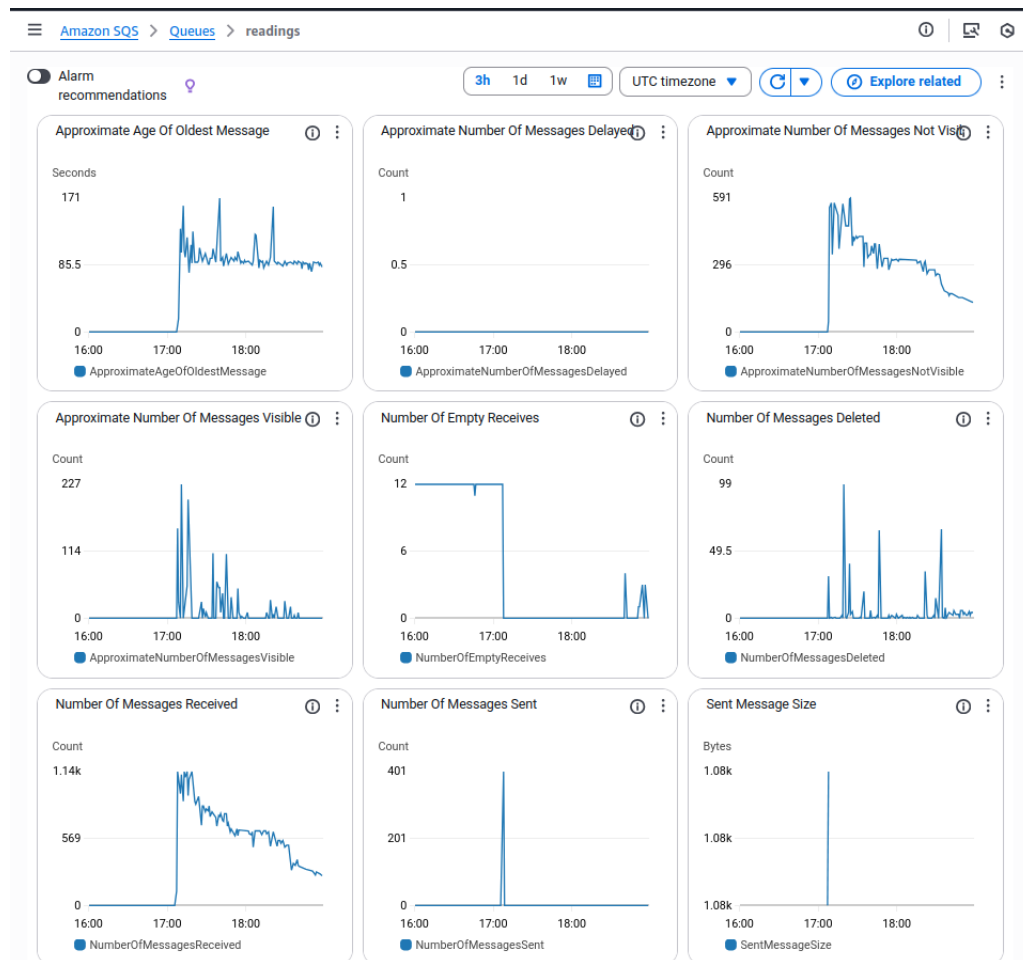 Amazon SQS > Queues > readings
Alarm
recommendations
3h 1d 1w UTC timezone Explore related
Approximate Age Of Oldest Message
Seconds
171
85.5
0
16:00 17:00 18:00
ApproximateAgeOfOldestMessage
Approximate Number Of Messages Delayed
Count
1
0.5
0
16:00 17:00 18:00
ApproximateNumberOfMessagesDelayed
Approximate Number Of Messages Not Visi
Count
591
296
0
16:00 17:00 18:00
ApproximateNumberOfMessagesNotVisible
Approximate Number Of Messages Visible
Count
227
114
0
16:00 17:00 18:00
ApproximateNumberOfMessagesVisible
Number Of Empty Receives
Count
12
6
0
16:00 17:00 18:00
NumberOfEmptyReceives
Number Of Messages Deleted
Count
99
49.5
0
16:00 17:00 18:00
NumberOfMessagesDeleted
Number Of Messages Received
Count
1.14k
569
0
16:00 17:00 18:00
NumberOfMessagesReceived
Number Of Messages Sent
Count
401
201
0
16:00 17:00 18:00
NumberOfMessagesSent
Sent Message Size
Bytes
1.08k
1.08k
1.08k
16:00 17:00 18:00
SentMessageSize